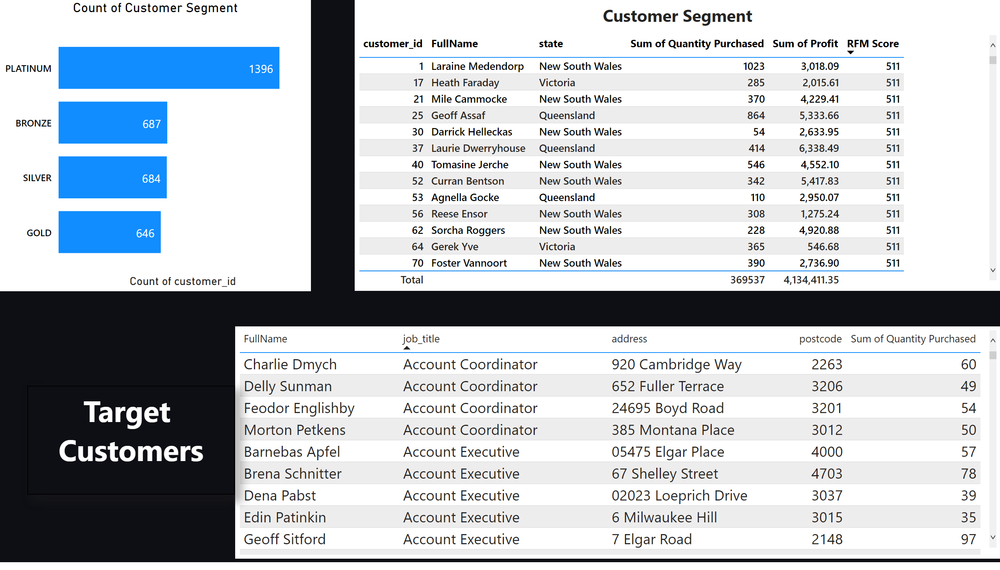 Count of Customer Segment
PLATINUM 1396
BRONZE 687
SILVER 684
GOLD 646
Count of customer_id
Customer Segment
customer_id FullName state Sum of Quantity Purchased Sum of Profit RFM Score
1 Laraine Medendorp New South Wales 1023 3,018.09 511
17 Heath Faraday Victoria 285 2,015.61 511
21 Mile Cammocke New South Wales 370 4,229.41 511
25 Geoff Assaf Queensland 864 5,333.66 511
30 Darrick Helleckas New South Wales 54 2,633.95 511
37 Laurie Dwerryhouse Queensland 414 6,338.49 511
40 Tomasine Jerche New South Wales 546 4,552.10 511
52 Curran Bentson New South Wales 342 5,417.83 511
53 Agnella Gocke Queensland 110 2,950.07 511
56 Reese Ensor New South Wales 308 1,275.24 511
62 Sorcha Roggers New South Wales 228 4,920.88 511
64 Gerek Yve Victoria 365 546.68 511
70 Foster Vannoort New South Wales 390 2,736.90 511
Total 369537 4,134,411.35
Target
Customers
FullName job_title address postcode Sum of Quantity Purchased
Charlie Dmych Account Coordinator 920 Cambridge Way 2263 60
Delly Sunman Account Coordinator 652 Fuller Terrace 3206 49
Feodor Englishby Account Coordinator 24695 Boyd Road 3201 54
Morton Petkens Account Coordinator 385 Montana Place 3012 50
Barnebas Apfel Account Executive 05475 Elgar Place 4000 57
Brena Schnitter Account Executive 67 Shelley Street 4703 78
Dena Pabst Account Executive 02023 Loeprich Drive 3037 39
Edin Patinkin Account Executive 6 Milwaukee Hill 3015 35
Geoff Sitford Account Executive 7 Elgar Road 2148 97